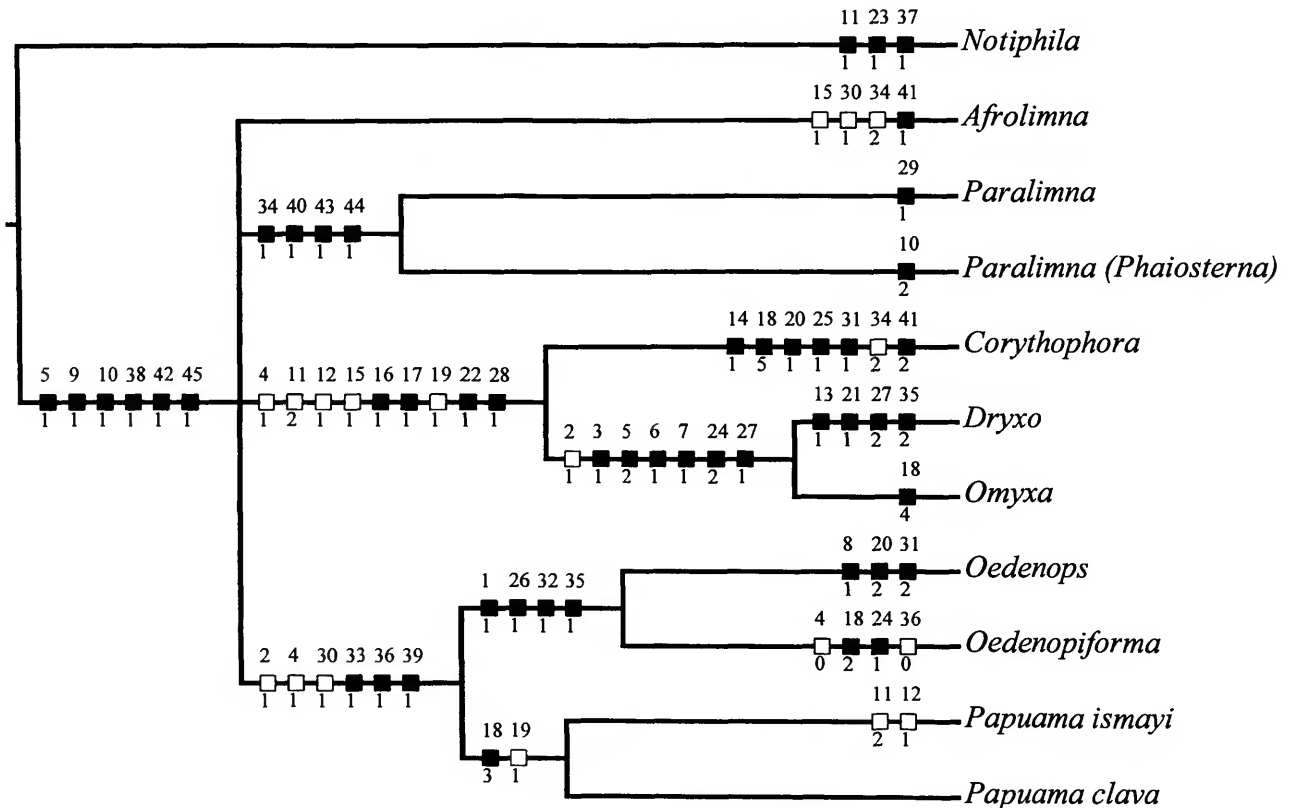 11 23 37
1 1 1
Notiphila
15 30 34 41
1 1 2 1
Afrolimna
29
1
Paralimna
34 40 43 44
1 1 1 1
10
2
Paralimna (Phaiosterna)
14 18 20 25 31 34 41
1 5 1 1 1 2 2
Corythophora
5 9 10 38 42 45
1 1 1 1 1 1
4 11 12 15 16 17 19 22 28
1 2 1 1 1 1 1 1 1
13 21 27 35
1 1 2 2
Dryxo
2 3 5 6 7 24 27
1 1 2 1 1 2 1
18
4
Omyxa
8 20 31
1 2 2
Oedenops
1 26 32 35
1 1 1 1
4 18 24 36
0 2 1 0
Oedenopiforma
2 4 30 33 36 39
1 1 1 1 1 1
11 12
2 1
Papuama ismayi
18 19
3 1
Papuama clava